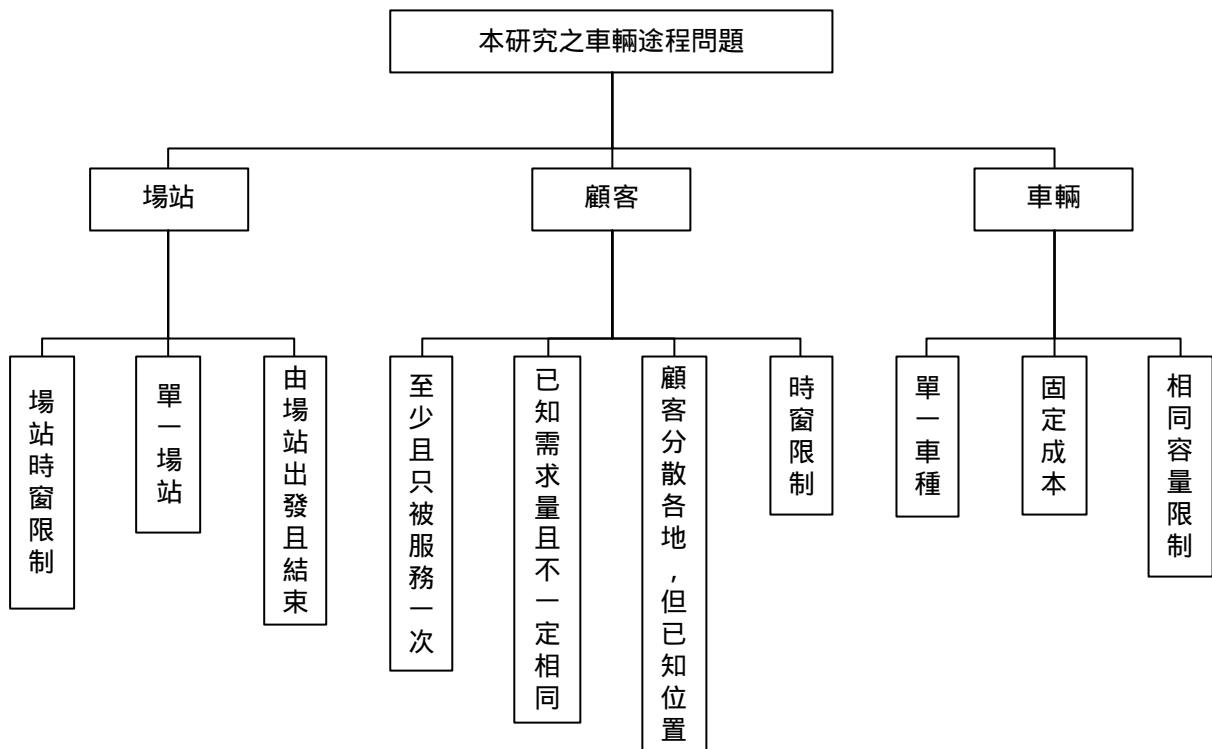 本研究之車輛途程問題
場站
顧客
車輛
場站時窗限制
單一場站
由場站出發且結束
至少且只被服務一次
已知需求量且不一定相同
顧客分散各地,但已知位置
時窗限制
單一車種
固定成本
相同容量限制